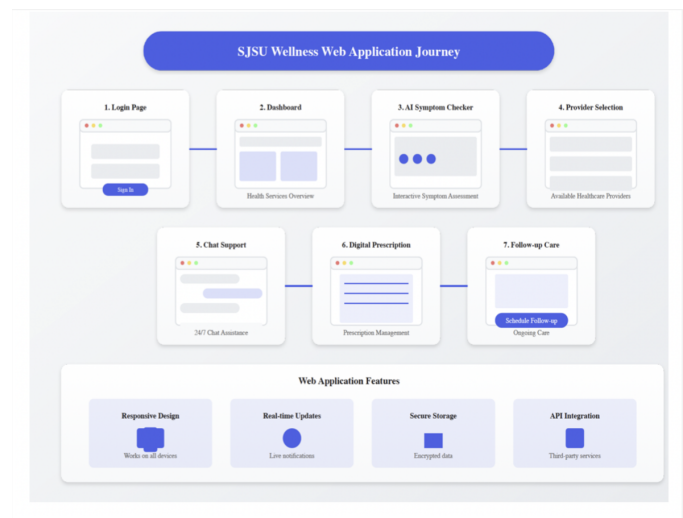 SJSU Wellness Web Application Journey
1. Login Page
2. Dashboard
3. AI Symptom Checker
4. Provider Selection
Sign In
Health Services Overview
Interactive Symptom Assessment
Available Healthcare Providers
5. Chat Support
6. Digital Prescription
7. Follow-up Care
Schedule Follow-up
24/7 Chat Assistance
Prescription Management
Ongoing Care
Web Application Features
Responsive Design
Real-time Updates
Secure Storage
API Integration
Works on all devices
Live notifications
Encrypted data
Third-party services